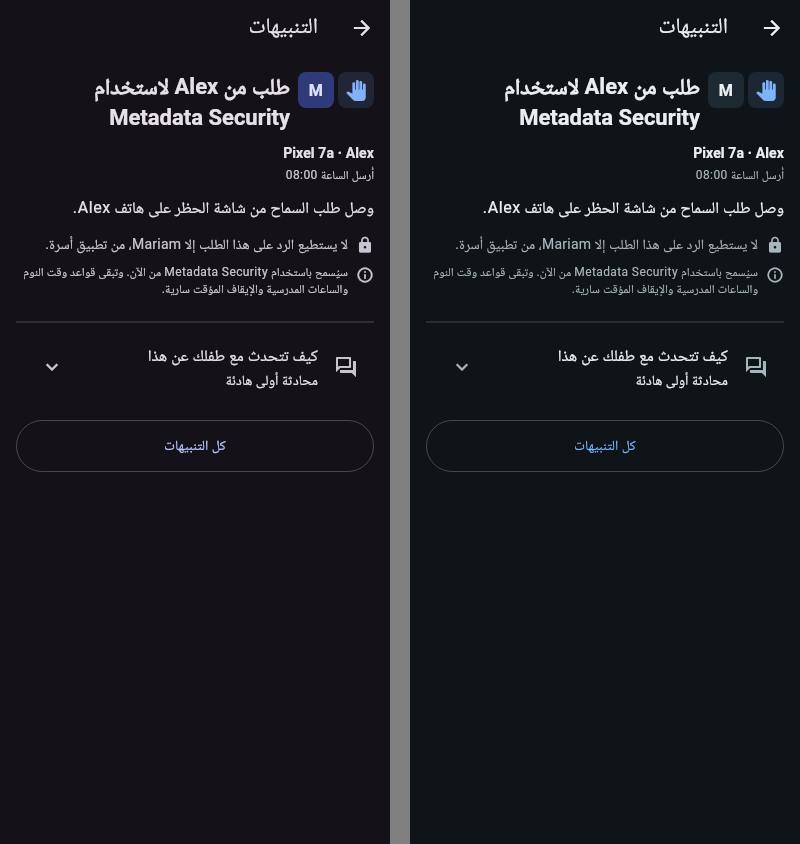 التنبيهات
M
طلب من Alex لاستخدام
Metadata Security
Pixel 7a · Alex
أرسل الساعة 08:00
وصل طلب السماح من شاشة الحظر على هاتف Alex.
لا يستطيع الرد على هذا الطلب إلا Mariam، من تطبيق أسرة.
سيُسمح باستخدام Metadata Security من الآن. وتبقى قواعد وقت النوم
والساعات المدرسية والإيقاف المؤقت سارية.
كيف تتحدث مع طفلك عن هذا
محادثة أولى هادئة
كل التنبيهات
التنبيهات
M
طلب من Alex لاستخدام
Metadata Security
Pixel 7a · Alex
أرسل الساعة 08:00
وصل طلب السماح من شاشة الحظر على هاتف Alex.
لا يستطيع الرد على هذا الطلب إلا Mariam، من تطبيق أسرة.
سيُسمح باستخدام Metadata Security من الآن. وتبقى قواعد وقت النوم
والساعات المدرسية والإيقاف المؤقت سارية.
كيف تتحدث مع طفلك عن هذا
محادثة أولى هادئة
كل التنبيهات